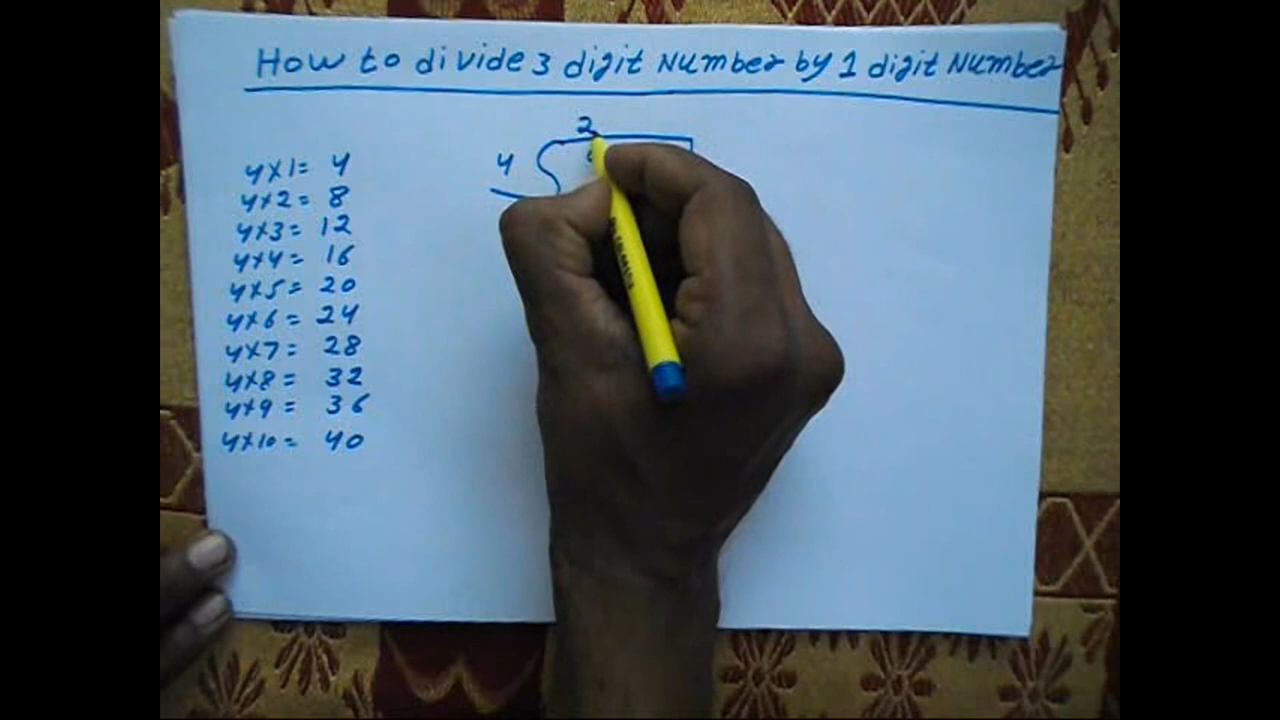 How to divide 3 digit Number by 1 digit Number
2
4
4x1= 4
4x2= 8
4x3= 12
4x4= 16
4x5= 20
4x6= 24
4x7= 28
4x8= 32
4x9= 36
4x10= 40